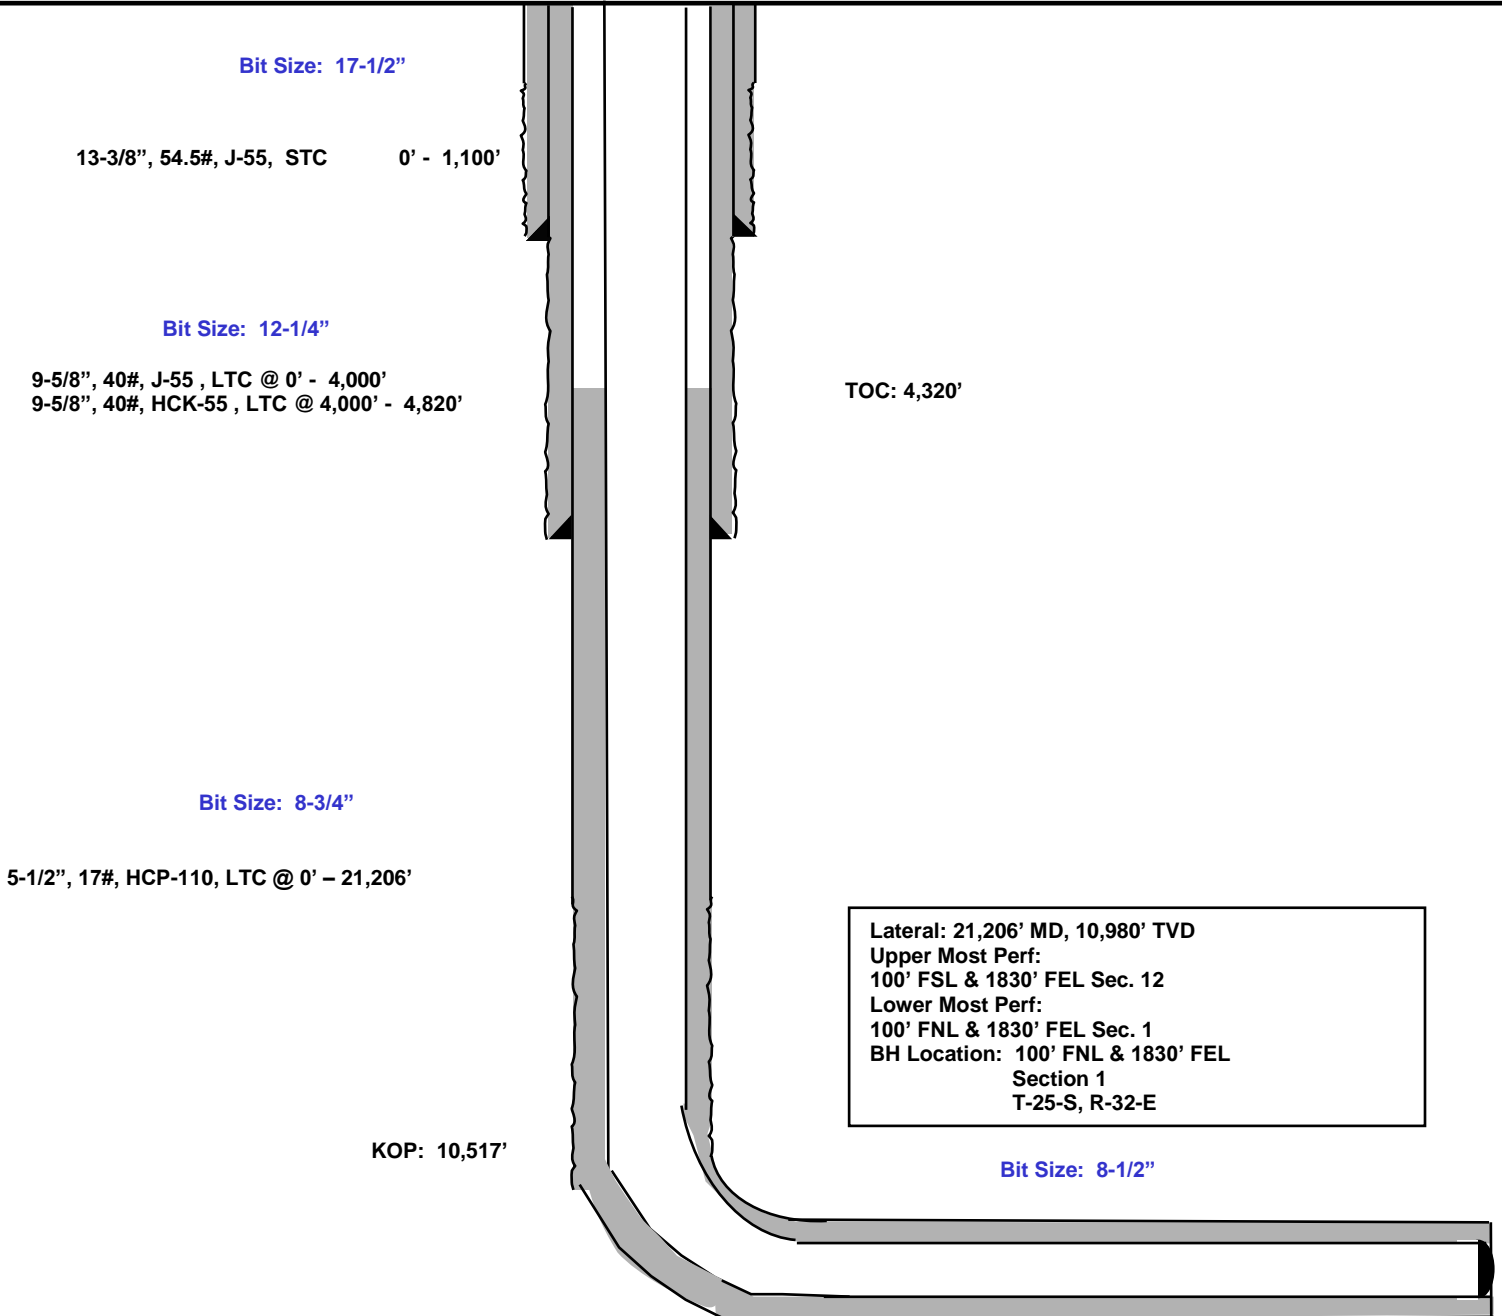 Bit Size: 17-1/2”
13-3/8”, 54.5#, J-55, STC 0’ - 1,100’
Bit Size: 12-1/4”
9-5/8”, 40#, J-55 , LTC @ 0’ - 4,000’
9-5/8”, 40#, HCK-55 , LTC @ 4,000’ - 4,820’
TOC: 4,320’
Bit Size: 8-3/4”
5-1/2”, 17#, HCP-110, LTC @ 0’ – 21,206’
Lateral: 21,206’ MD, 10,980’ TVD
Upper Most Perf:
100’ FSL & 1830’ FEL Sec. 12
Lower Most Perf:
100’ FNL & 1830’ FEL Sec. 1
BH Location: 100’ FNL & 1830’ FEL
Section 1
T-25-S, R-32-E
KOP: 10,517’
Bit Size: 8-1/2”